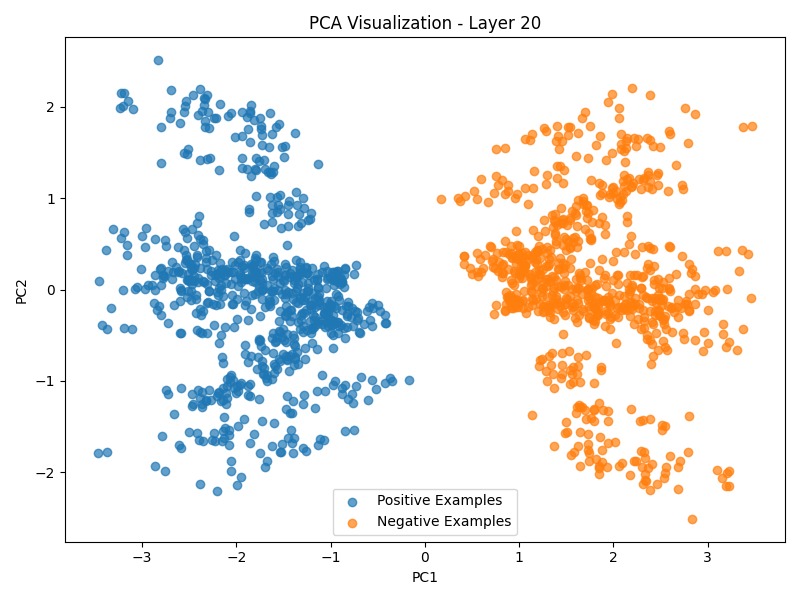 PCA Visualization - Layer 20
PC2
2
1
0
−1
−2
−3
−2
−1
0
1
2
3
PC1
Positive Examples
Negative Examples